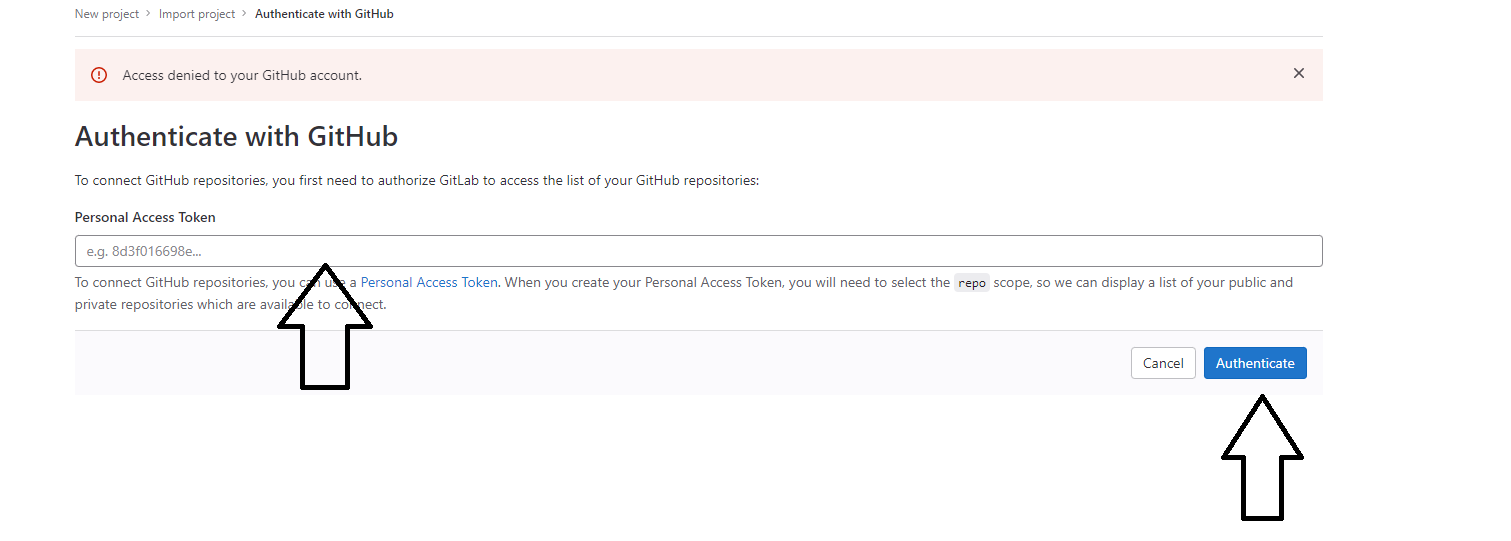 New project > Import project > Authenticate with GitHub
Access denied to your GitHub account.
Authenticate with GitHub
To connect GitHub repositories, you first need to authorize GitLab to access the list of your GitHub repositories:
Personal Access Token
e.g. 8d3f016698e...
To connect GitHub repositories, you can use a Personal Access Token. When you create your Personal Access Token, you will need to select the repo scope, so we can display a list of your public and
private repositories which are available to connect.
Cancel Authenticate